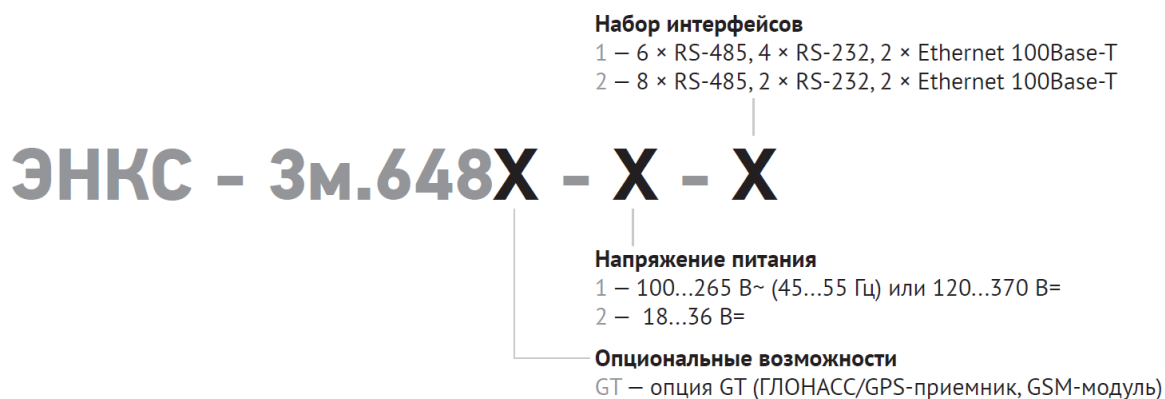 Набор интерфейсов
1 — 6 × RS-485, 4 × RS-232, 2 × Ethernet 100Base-T
2 — 8 × RS-485, 2 × RS-232, 2 × Ethernet 100Base-T
ЭНКС - 3м.648X - X - X
Напряжение питания
1 — 100...265 В~ (45...55 Гц) или 120...370 В=
2 — 18...36 В=
Опциональные возможности
GT — опция GT (ГЛОНАСС/GPS-приемник, GSM-модуль)